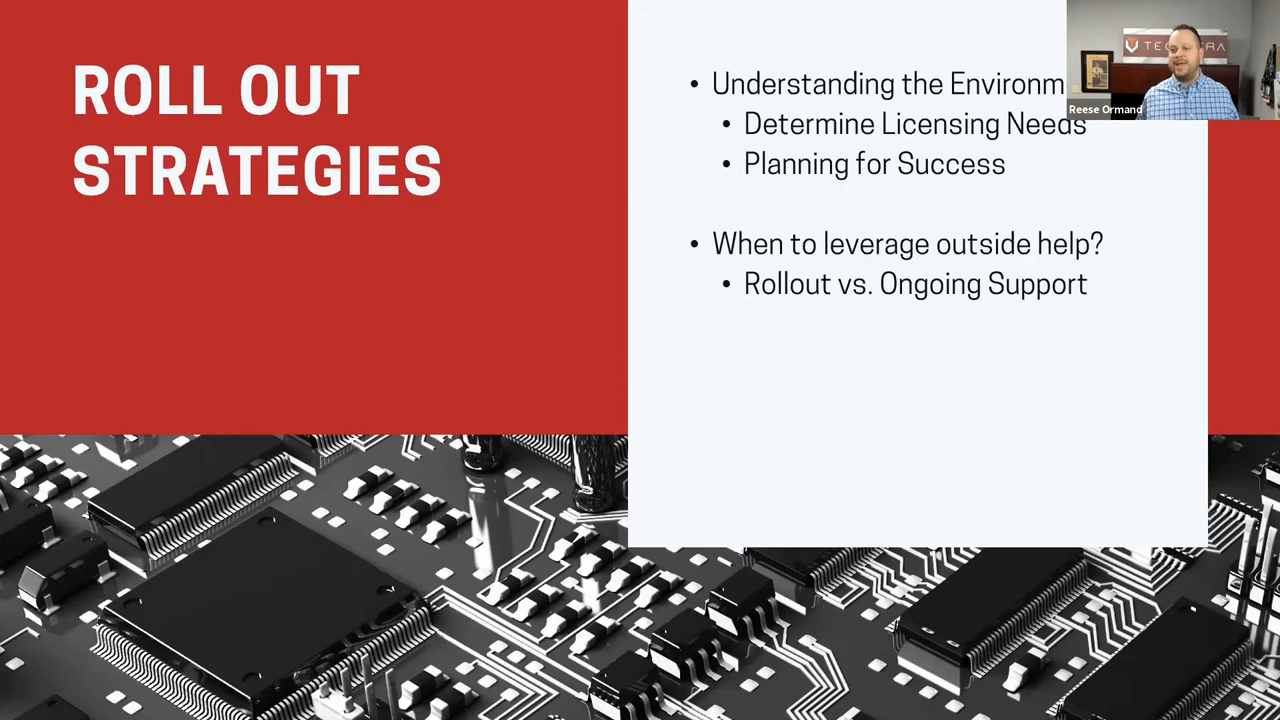 ROLL OUT
STRATEGIES
• Understanding the Environm
• Determine Licensing Needs
• Planning for Success
• When to leverage outside help?
• Rollout vs. Ongoing Support
Reese Ormand